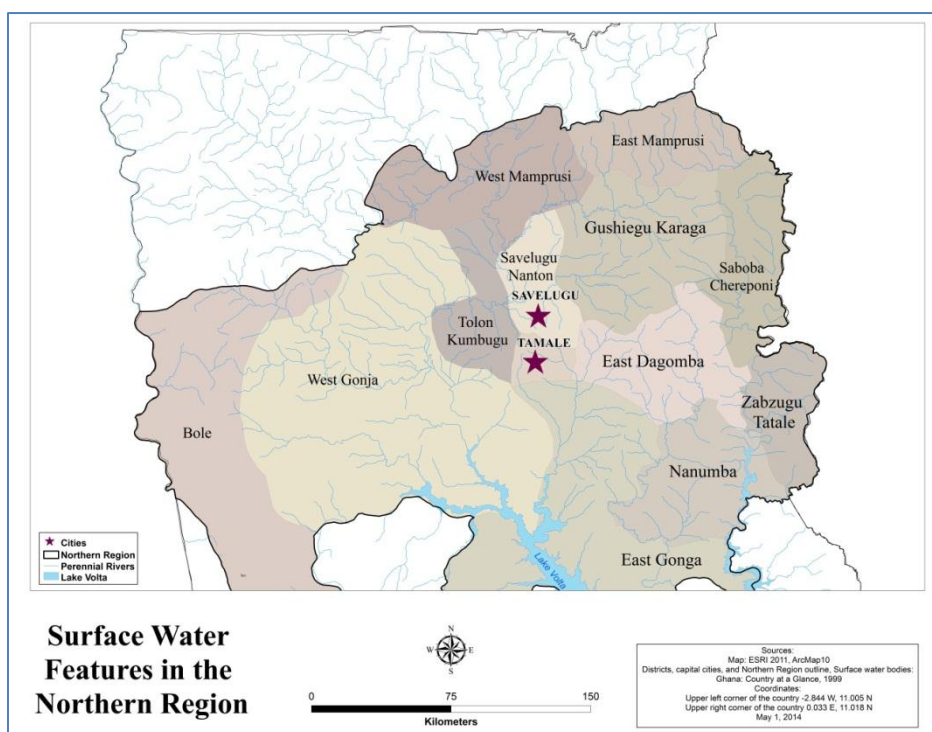 East Mamprusi
West Mamprusi
Gushiegu Karaga
Savelugu
Nanton
Saboba
Chereponi
SAVELUGU
Tolon
Kumbugu
TAMALE
East Dagomba
West Gonja
Zabzugu
Tatale
Bole
Nanumba
East Gonga
Lake Volta
Cities
Northern Region
Perennial Rivers
Lake Volta
Surface Water
Features in the
Northern Region
N
W E
S
0 75 150
Kilometers
Sources:
Map: ESRI 2011, ArcMap10
Districts, capital cities, and Northern Region outline, Surface water bodies:
Ghana: Country at a Glance, 1999
Coordinates:
Upper left corner of the country -2.844 W, 11.005 N
Upper right corner of the country 0.033 E, 11.018 N
May 1, 2014